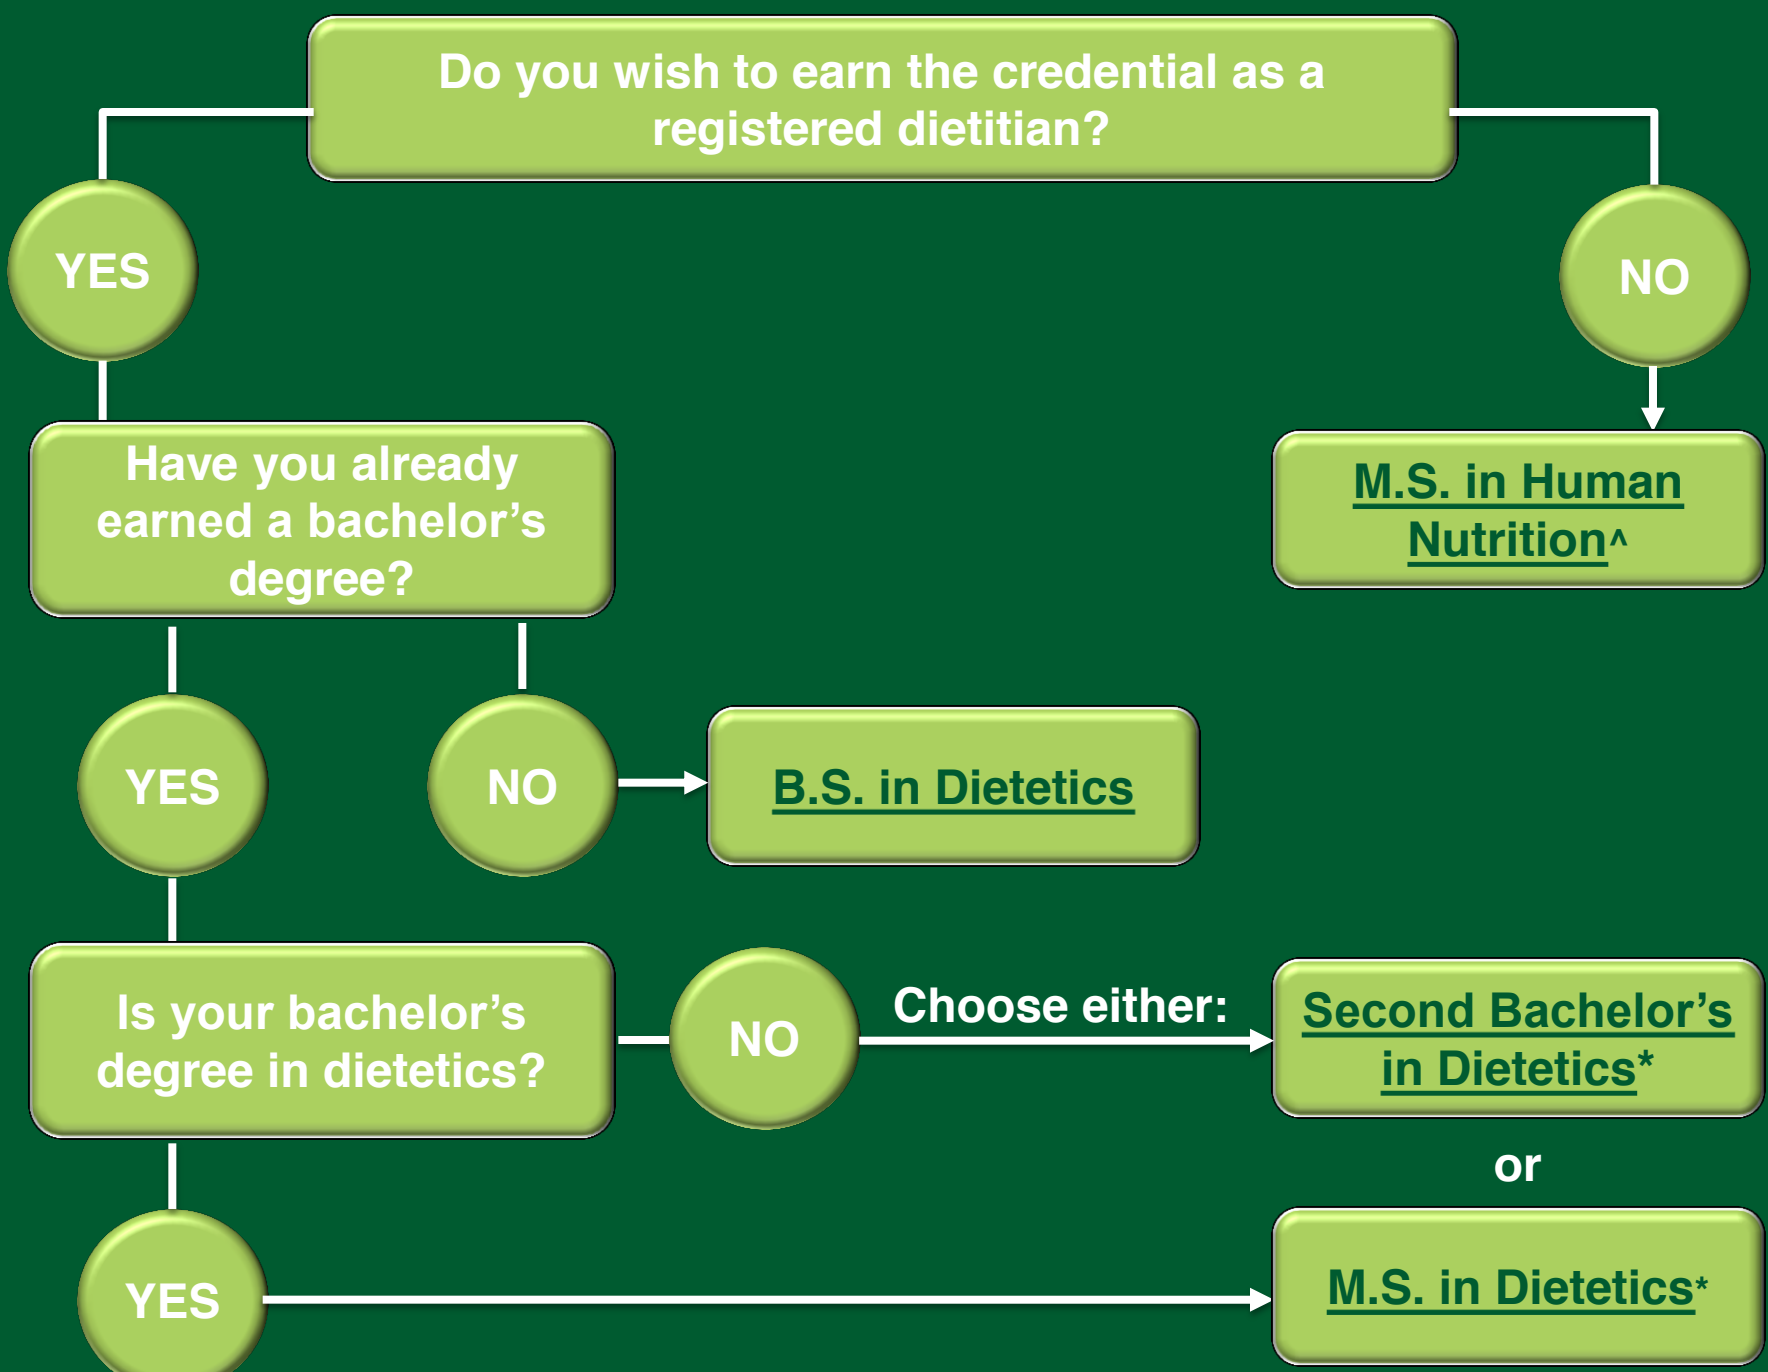 Do you wish to earn the credential as a
registered dietitian?
YES
NO
Have you already
earned a bachelor’s
degree?
M.S. in Human
Nutrition^
YES
NO
B.S. in Dietetics
Is your bachelor’s
degree in dietetics?
NO
Choose either:
Second Bachelor’s
in Dietetics*
or
YES
M.S. in Dietetics*